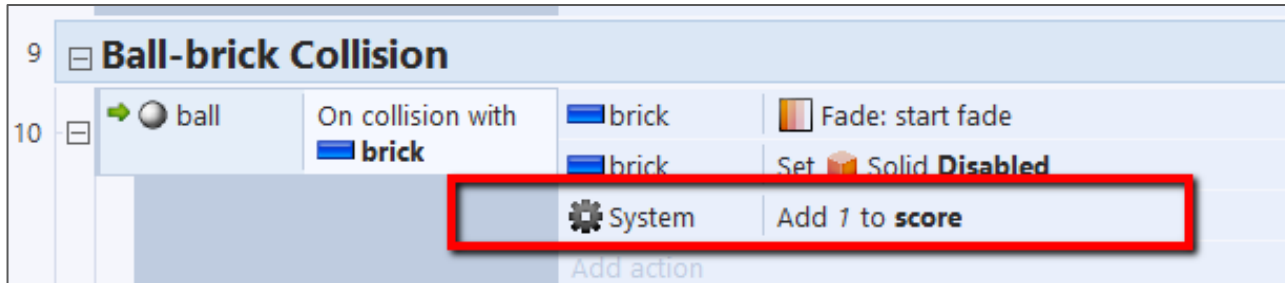 9 Ball-brick Collision
10 ball On collision with brick Fade: start fade
brick brick Set Solid Disabled
System Add 1 to score
Add action